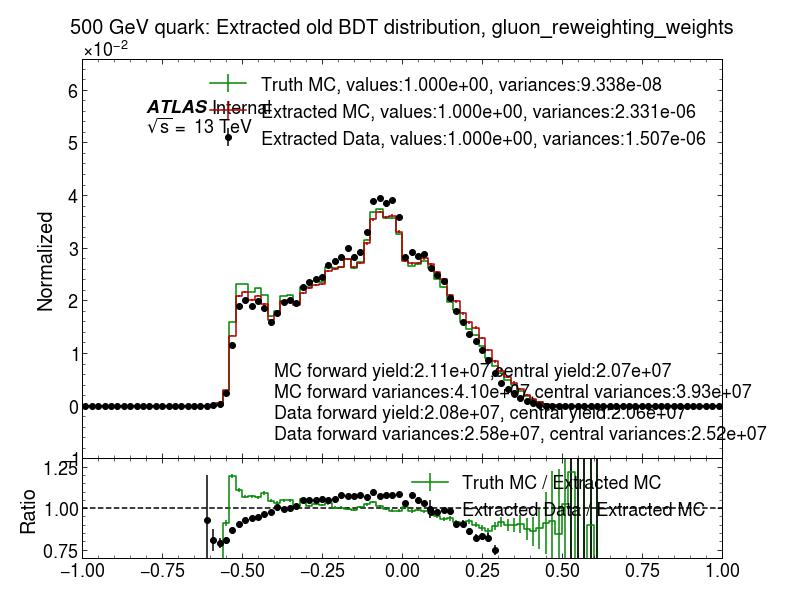 500 GeV quark: Extracted old BDT distribution, gluon_reweighting_weights
×10⁻²
Truth MC, values:1.000e+00, variances:9.338e-08
ATLAS Internal
Extracted MC, values:1.000e+00, variances:2.331e-06
√s = 13 TeV
Extracted Data, values:1.000e+00, variances:1.507e-06
6
5
4
3
2
1
0
1
Normalized
MC forward yield:2.11e+07, central yield:2.07e+07
MC forward variances:4.10e+07, central variances:3.93e+07
Data forward yield:2.08e+07, central yield:2.06e+07
Data forward variances:2.58e+07, central variances:2.52e+07
1.25
1.00
0.75
Ratio
Truth MC / Extracted MC
Extracted Data / Extracted MC
−1.00 −0.75 −0.50 −0.25 0.00 0.25 0.50 0.75 1.00